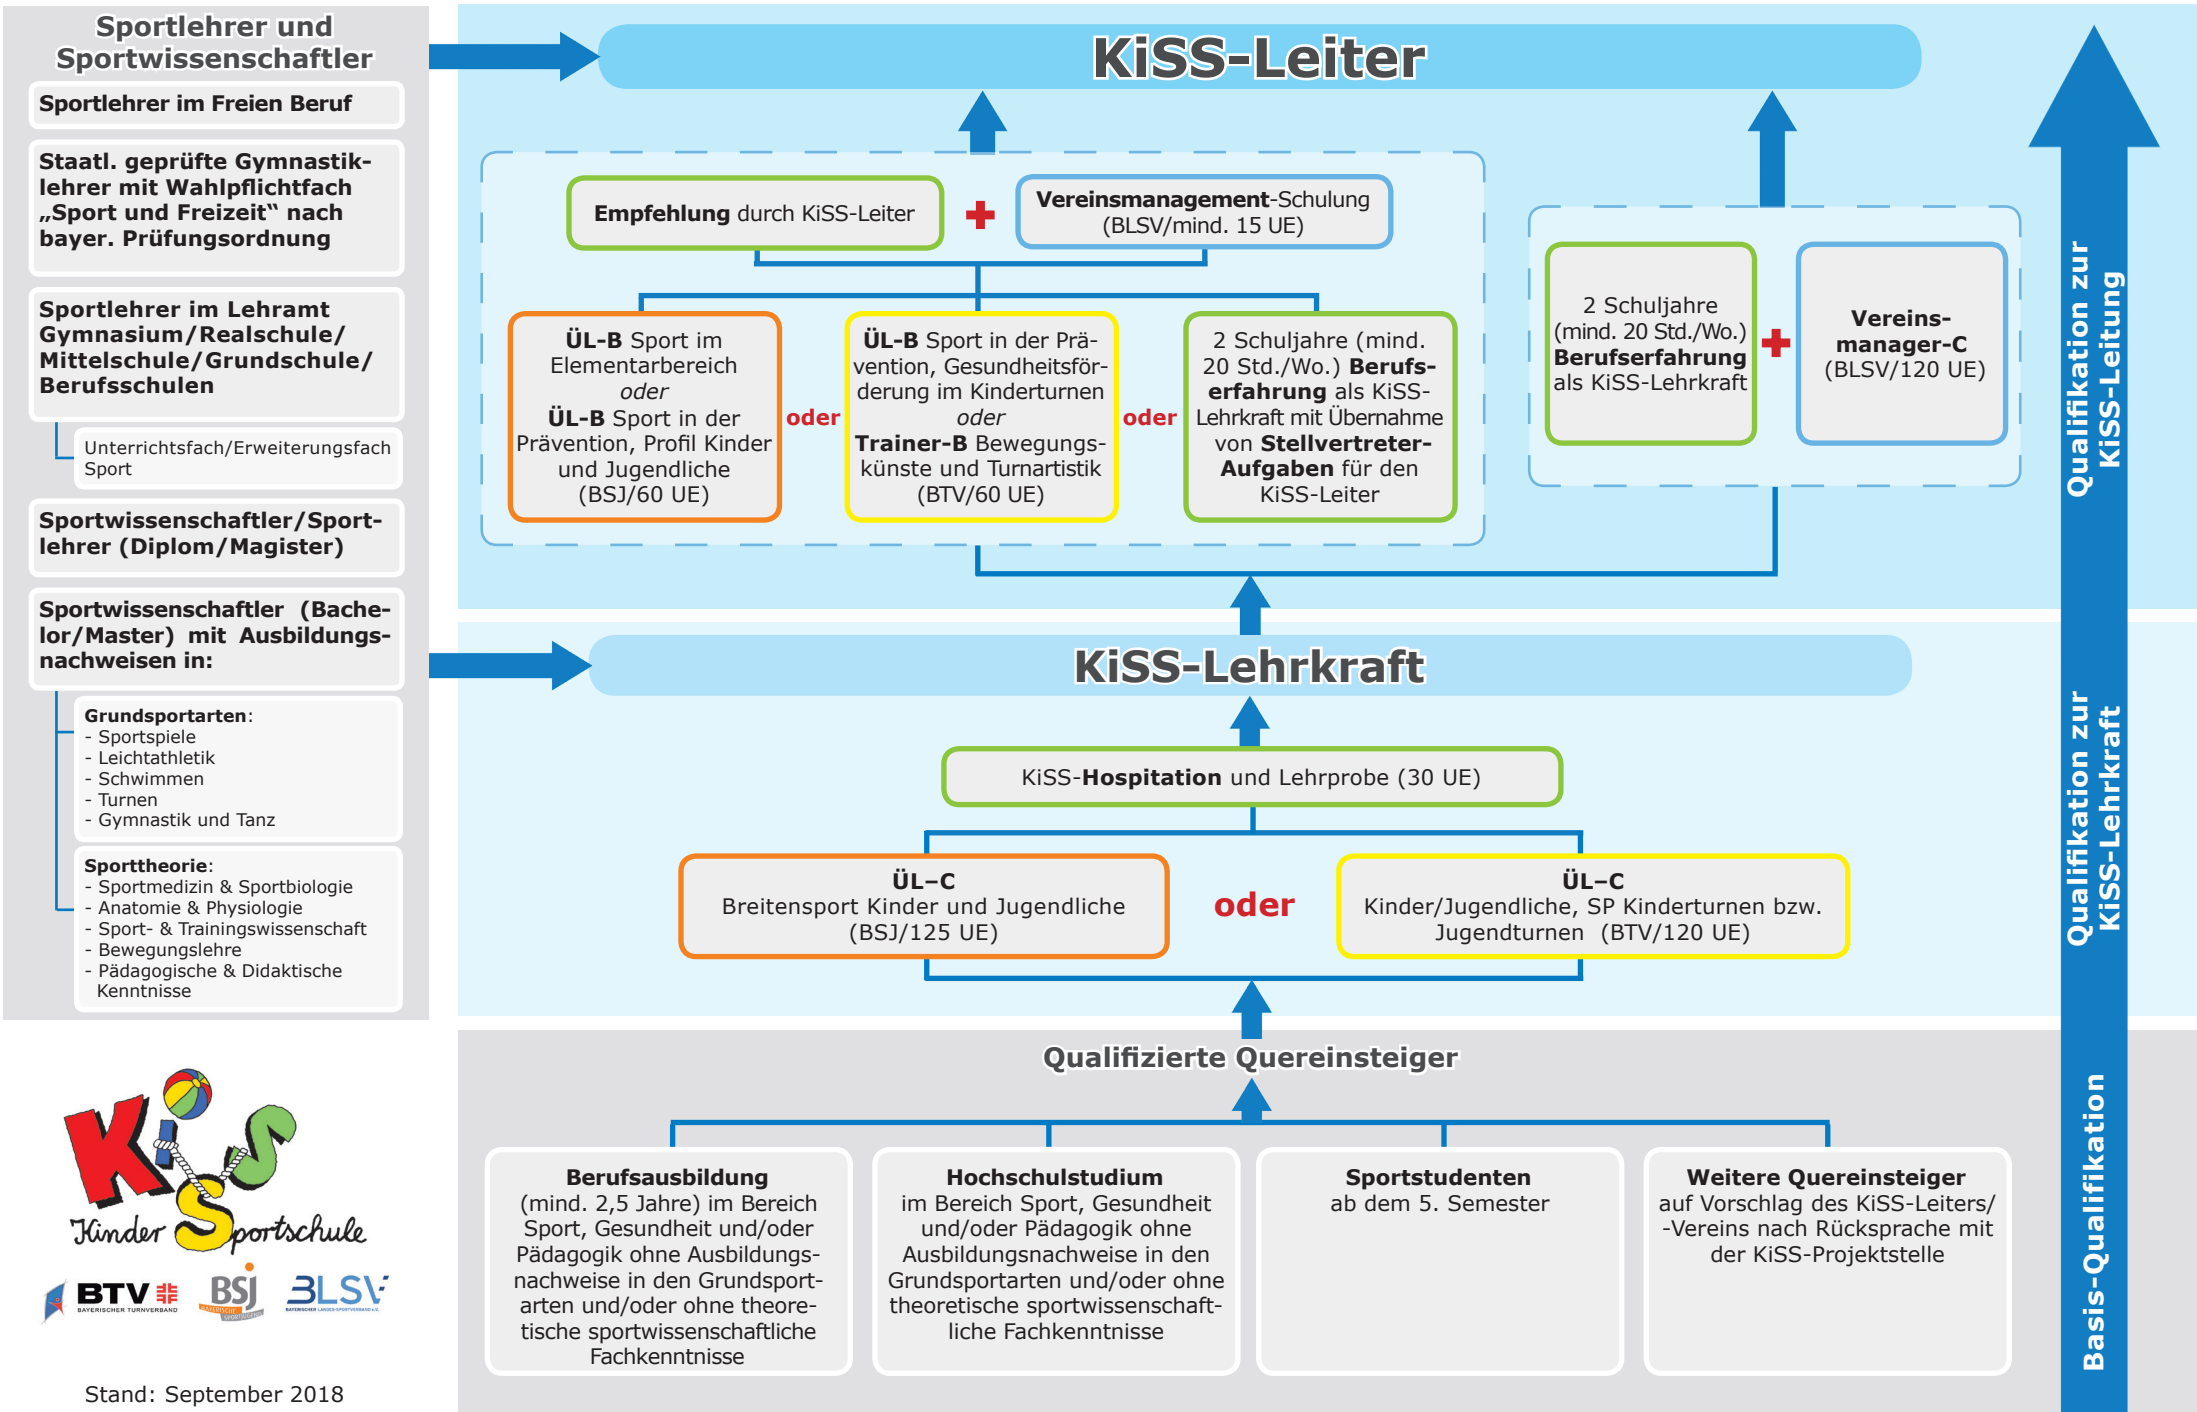 Sportlehrer und
Sportwissenschaftler
Sportlehrer im Freien Beruf
Staatl. geprüfte Gymnastik-
lehrer mit Wahlpflichtfach
„Sport und Freizeit“ nach
bayer. Prüfungsordnung
Sportlehrer im Lehramt
Gymnasium/Realschule/
Mittelschule/Grundschule/
Berufsschulen
Unterrichtsfach/Erweiterungsfach
Sport
Sportwissenschaftler/Sport-
lehrer (Diplom/Magister)
Sportwissenschaftler (Bache-
lor/Master) mit Ausbildungs-
nachweisen in:
Grundsportarten:
- Sportspiele
- Leichtathletik
- Schwimmen
- Turnen
- Gymnastik und Tanz
Sporttheorie:
- Sportmedizin & Sportbiologie
- Anatomie & Physiologie
- Sport- & Trainingswissenschaft
- Bewegungslehre
- Pädagogische & Didaktische
Kenntnisse
KiSS
Kinder Sportschule
BTV
BAYERISCHER TURNVERBAND
BSJ
BAYERISCHE
SPORTJUGEND
BLSV
BAYERISCHER LANDES-SPORTVERBAND e.V.
Stand: September 2018
KiSS-Leiter
Empfehlung durch KiSS-Leiter
+
Vereinsmanagement-Schulung
(BLSV/mind. 15 UE)
ÜL-B Sport im
Elementarbereich
oder
ÜL-B Sport in der
Prävention, Profil Kinder
und Jugendliche
(BSJ/60 UE)
oder
ÜL-B Sport in der Prä-
vention, Gesundheitsför-
derung im Kinderturnen
oder
Trainer-B Bewegungs-
künste und Turnartistik
(BTV/60 UE)
oder
2 Schuljahre (mind.
20 Std./Wo.) Berufs-
erfahrung als KiSS-
Lehrkraft mit Übernahme
von Stellvertreter-
Aufgaben für den
KiSS-Leiter
2 Schuljahre
(mind. 20 Std./Wo.)
Berufserfahrung
als KiSS-Lehrkraft
+
Vereins-
manager-C
(BLSV/120 UE)
KiSS-Lehrkraft
KiSS-Hospitation und Lehrprobe (30 UE)
ÜL–C
Breitensport Kinder und Jugendliche
(BSJ/125 UE)
oder
ÜL–C
Kinder/Jugendliche, SP Kinderturnen bzw.
Jugendturnen (BTV/120 UE)
Qualifizierte Quereinsteiger
Berufsausbildung
(mind. 2,5 Jahre) im Bereich
Sport, Gesundheit und/oder
Pädagogik ohne Ausbildungs-
nachweise in den Grundsport-
arten und/oder ohne theore-
tische sportwissenschaftliche
Fachkenntnisse
Hochschulstudium
im Bereich Sport, Gesundheit
und/oder Pädagogik ohne
Ausbildungsnachweise in den
Grundsportarten und/oder ohne
theoretische sportwissenschaft-
liche Fachkenntnisse
Sportstudenten
ab dem 5. Semester
Weitere Quereinsteiger
auf Vorschlag des KiSS-Leiters/
-Vereins nach Rücksprache mit
der KiSS-Projektstelle
Qualifikation zur
KiSS-Leitung
Qualifikation zur
KiSS-Lehrkraft
Basis-Qualifikation